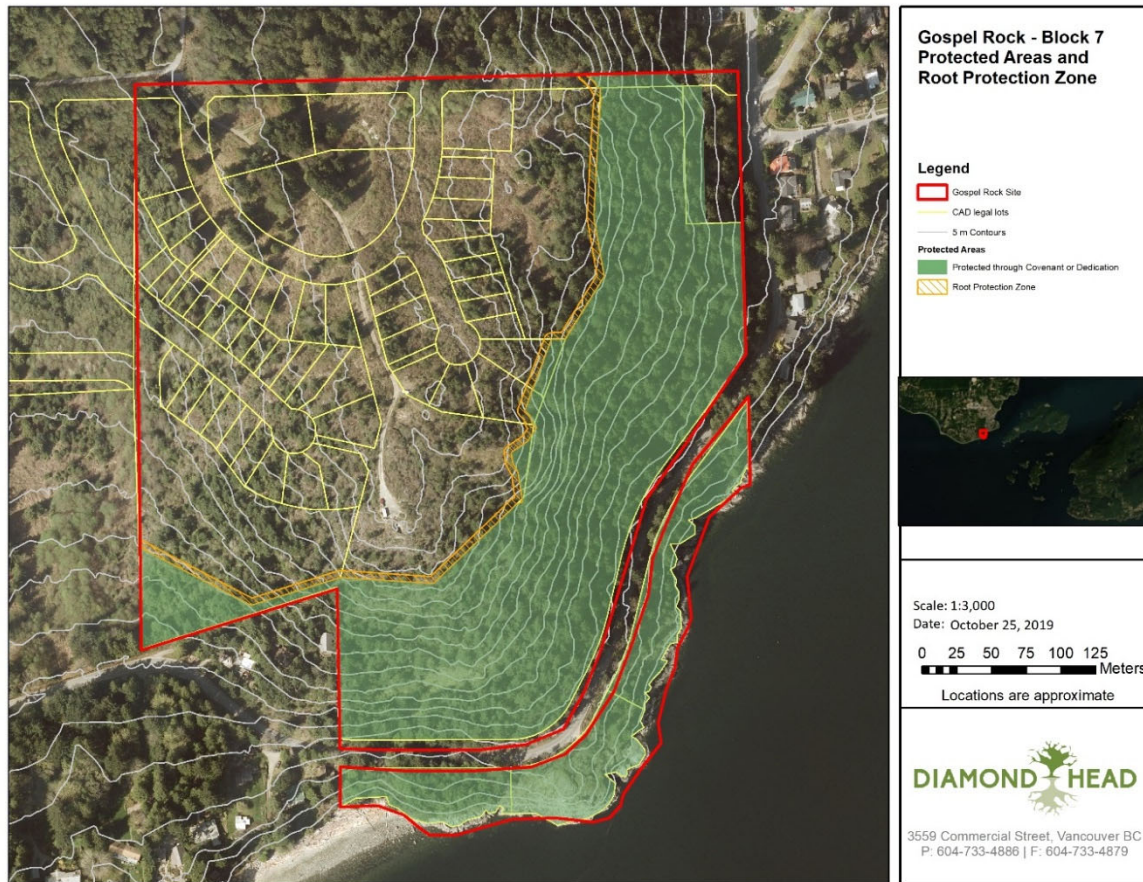 Gospel Rock - Block 7
Protected Areas and
Root Protection Zone
Legend
Gospel Rock Site
CAD legal lots
5 m Contours
Protected Areas
Protected through Covenant or Dedication
Root Protection Zone
Scale: 1:3,000
Date: October 25, 2019
0 25 50 75 100 125
Meters
Locations are approximate
DIAMOND HEAD
3559 Commercial Street, Vancouver BC
P: 604-733-4886 | F: 604-733-4879